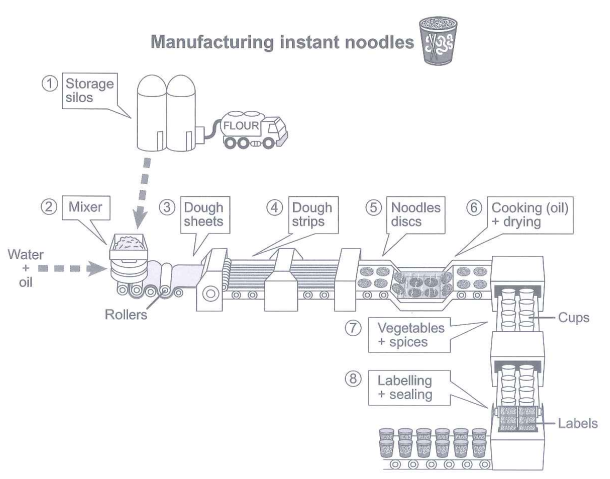 Manufacturing instant noodles
① Storage
silos
FLOUR
② Mixer
③ Dough
sheets
④ Dough
strips
⑤ Noodles
discs
⑥ Cooking (oil)
+ drying
Water
+
oil
Rollers
Cups
⑦ Vegetables
+ spices
⑧ Labelling
+ sealing
Labels